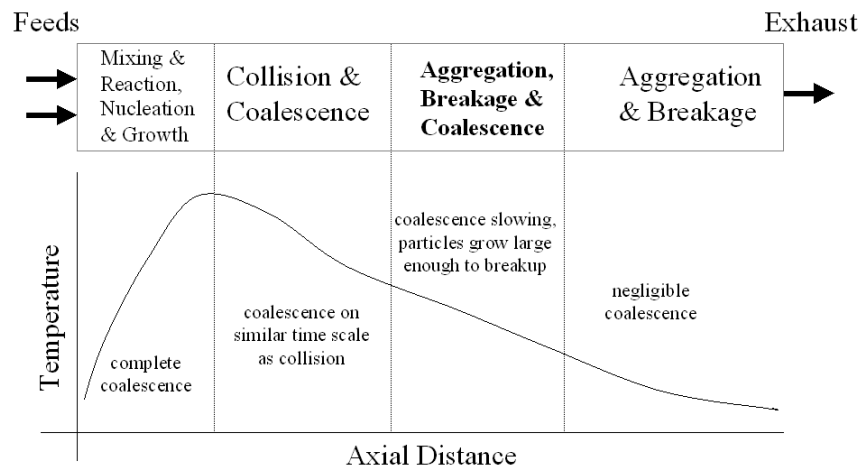 Feeds
Exhaust
Mixing &
Reaction,
Nucleation
& Growth
Collision &
Coalescence
Aggregation,
Breakage &
Coalescence
Aggregation
& Breakage
Temperature
complete
coalescence
coalescence on
similar time scale
as collision
coalescence slowing,
particles grow large
enough to breakup
negligible
coalescence
Axial Distance